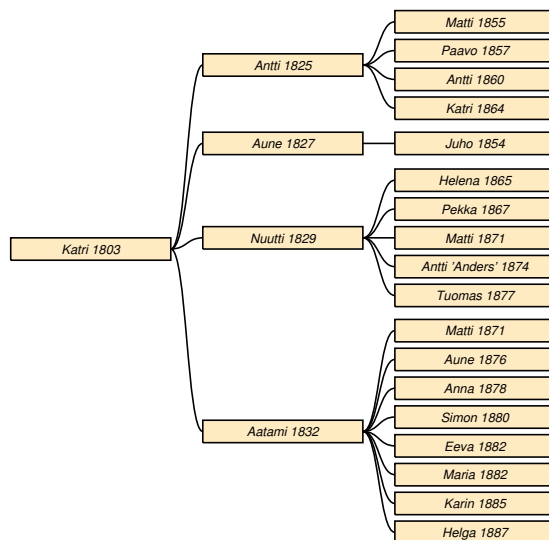 Katri 1803
Antti 1825
Matti 1855
Paavo 1857
Antti 1860
Katri 1864
Aune 1827
Juho 1854
Nuutti 1829
Helena 1865
Pekka 1867
Matti 1871
Antti 'Anders' 1874
Tuomas 1877
Aatami 1832
Matti 1871
Aune 1876
Anna 1878
Simon 1880
Eeva 1882
Maria 1882
Karin 1885
Helga 1887